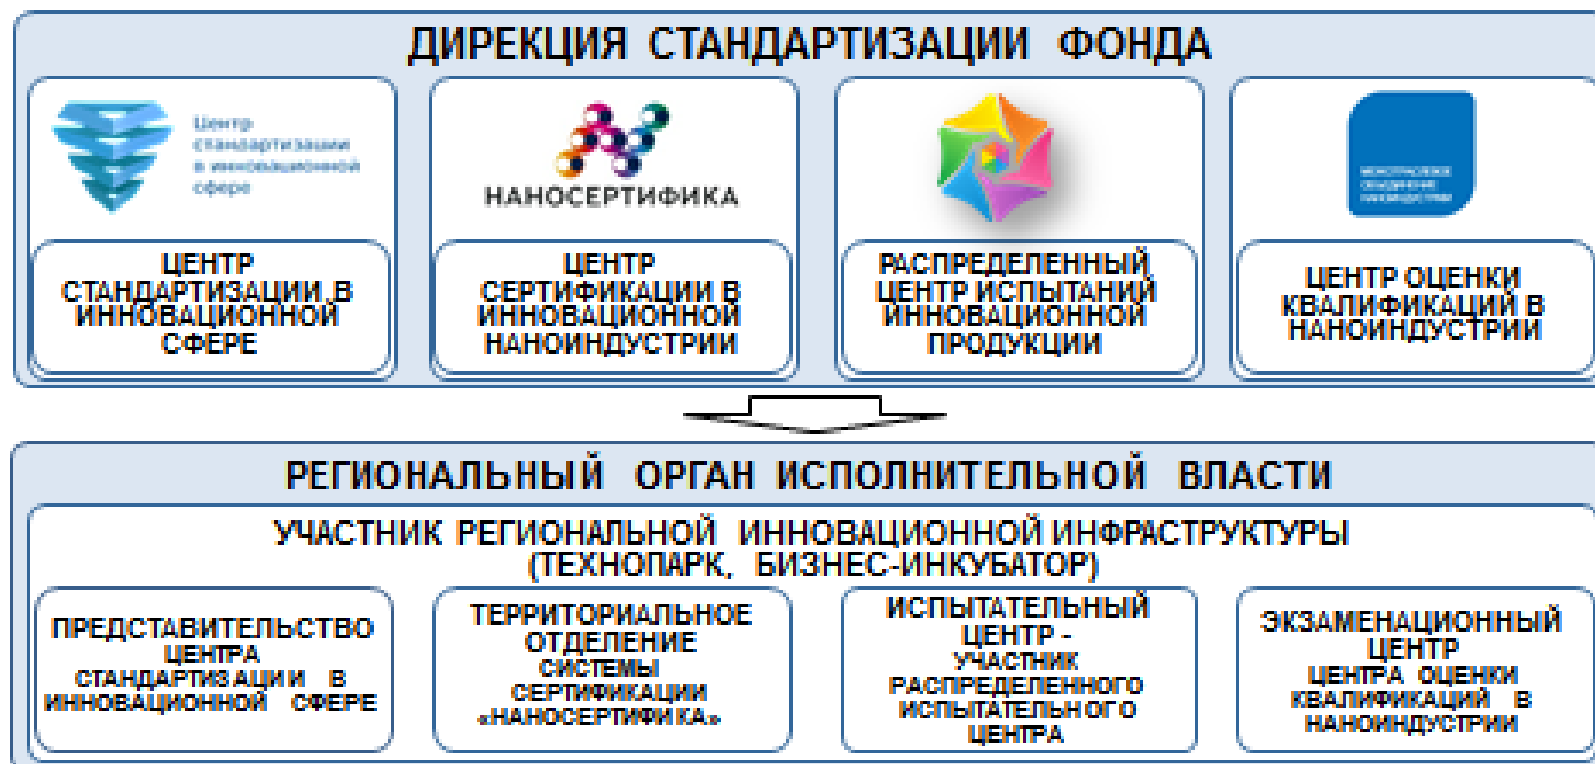 ДИРЕКЦИЯ СТАНДАРТИЗАЦИИ ФОНДА
Центр
стандартизации
в инновационной
сфере
НАНОСЕРТИФИКА
МЕЖОТРАСЛЕВОЕ
ОБЪЕДИНЕНИЕ
НАНОИНДУСТРИИ
ЦЕНТР
СТАНДАРТИЗАЦИИ В
ИННОВАЦИОННОЙ
СФЕРЕ
ЦЕНТР
СЕРТИФИКАЦИИ В
ИННОВАЦИОННОЙ
НАНОИНДУСТРИИ
РАСПРЕДЕЛЕННЫЙ
ЦЕНТР ИСПЫТАНИЙ
ИННОВАЦИОННОЙ
ПРОДУКЦИИ
ЦЕНТР ОЦЕНКИ
КВАЛИФИКАЦИЙ В
НАНОИНДУСТРИИ
РЕГИОНАЛЬНЫЙ ОРГАН ИСПОЛНИТЕЛЬНОЙ ВЛАСТИ
УЧАСТНИК РЕГИОНАЛЬНОЙ ИННОВАЦИОННОЙ ИНФРАСТРУКТУРЫ
(ТЕХНОПАРК, БИЗНЕС-ИНКУБАТОР)
ПРЕДСТАВИТЕЛЬСТВО
ЦЕНТРА
СТАНДАРТИЗАЦИИ В
ИННОВАЦИОННОЙ СФЕРЕ
ТЕРРИТОРИАЛЬНОЕ
ОТДЕЛЕНИЕ
СИСТЕМЫ
СЕРТИФИКАЦИИ
«НАНОСЕРТИФИКА»
ИСПЫТАТЕЛЬНЫЙ
ЦЕНТР -
УЧАСТНИК
РАСПРЕДЕЛЕННОГО
ИСПЫТАТЕЛЬНОГО
ЦЕНТРА
ЭКЗАМЕНАЦИОННЫЙ
ЦЕНТР
ЦЕНТРА ОЦЕНКИ
КВАЛИФИКАЦИЙ В
НАНОИНДУСТРИИ